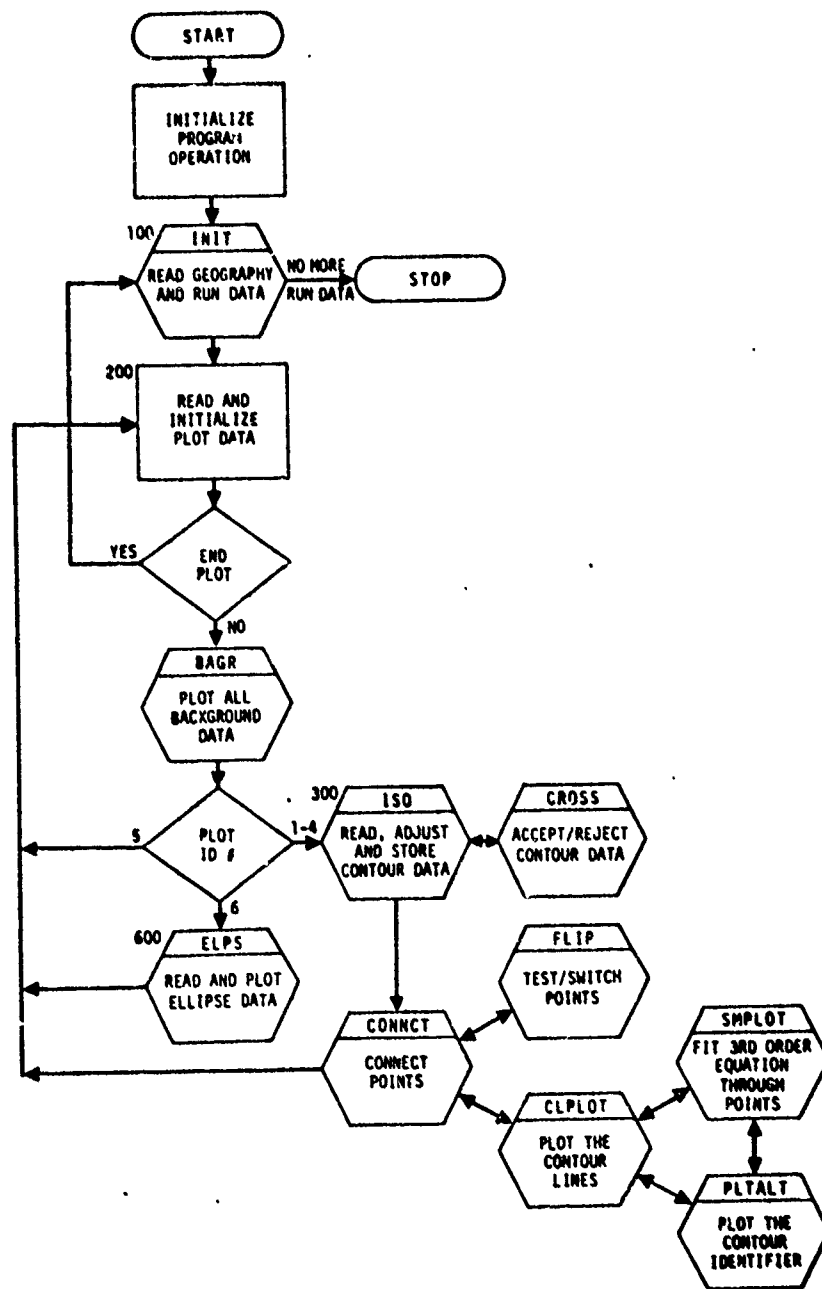 START
INITIALIZE
PROGRAM
OPERATION
100
INIT
READ GEOGRAPHY
AND RUN DATA
NO MORE
RUN DATA
STOP
200
READ AND
INITIALIZE
PLOT DATA
YES
END
PLOT
NO
BAGR
PLOT ALL
BACKGROUND
DATA
5
PLOT
ID #
1-4
6
300
ISO
READ, ADJUST
AND STORE
CONTOUR DATA
CROSS
ACCEPT/REJECT
CONTOUR DATA
600
ELPS
READ AND PLOT
ELLIPSE DATA
FLIP
TEST/SWITCH
POINTS
CONNCT
CONNECT
POINTS
SMPLOT
FIT 3RD ORDER
EQUATION
THROUGH
POINTS
CLPLOT
PLOT THE
CONTOUR
LINES
PLTALT
PLOT THE
CONTOUR
IDENTIFIER